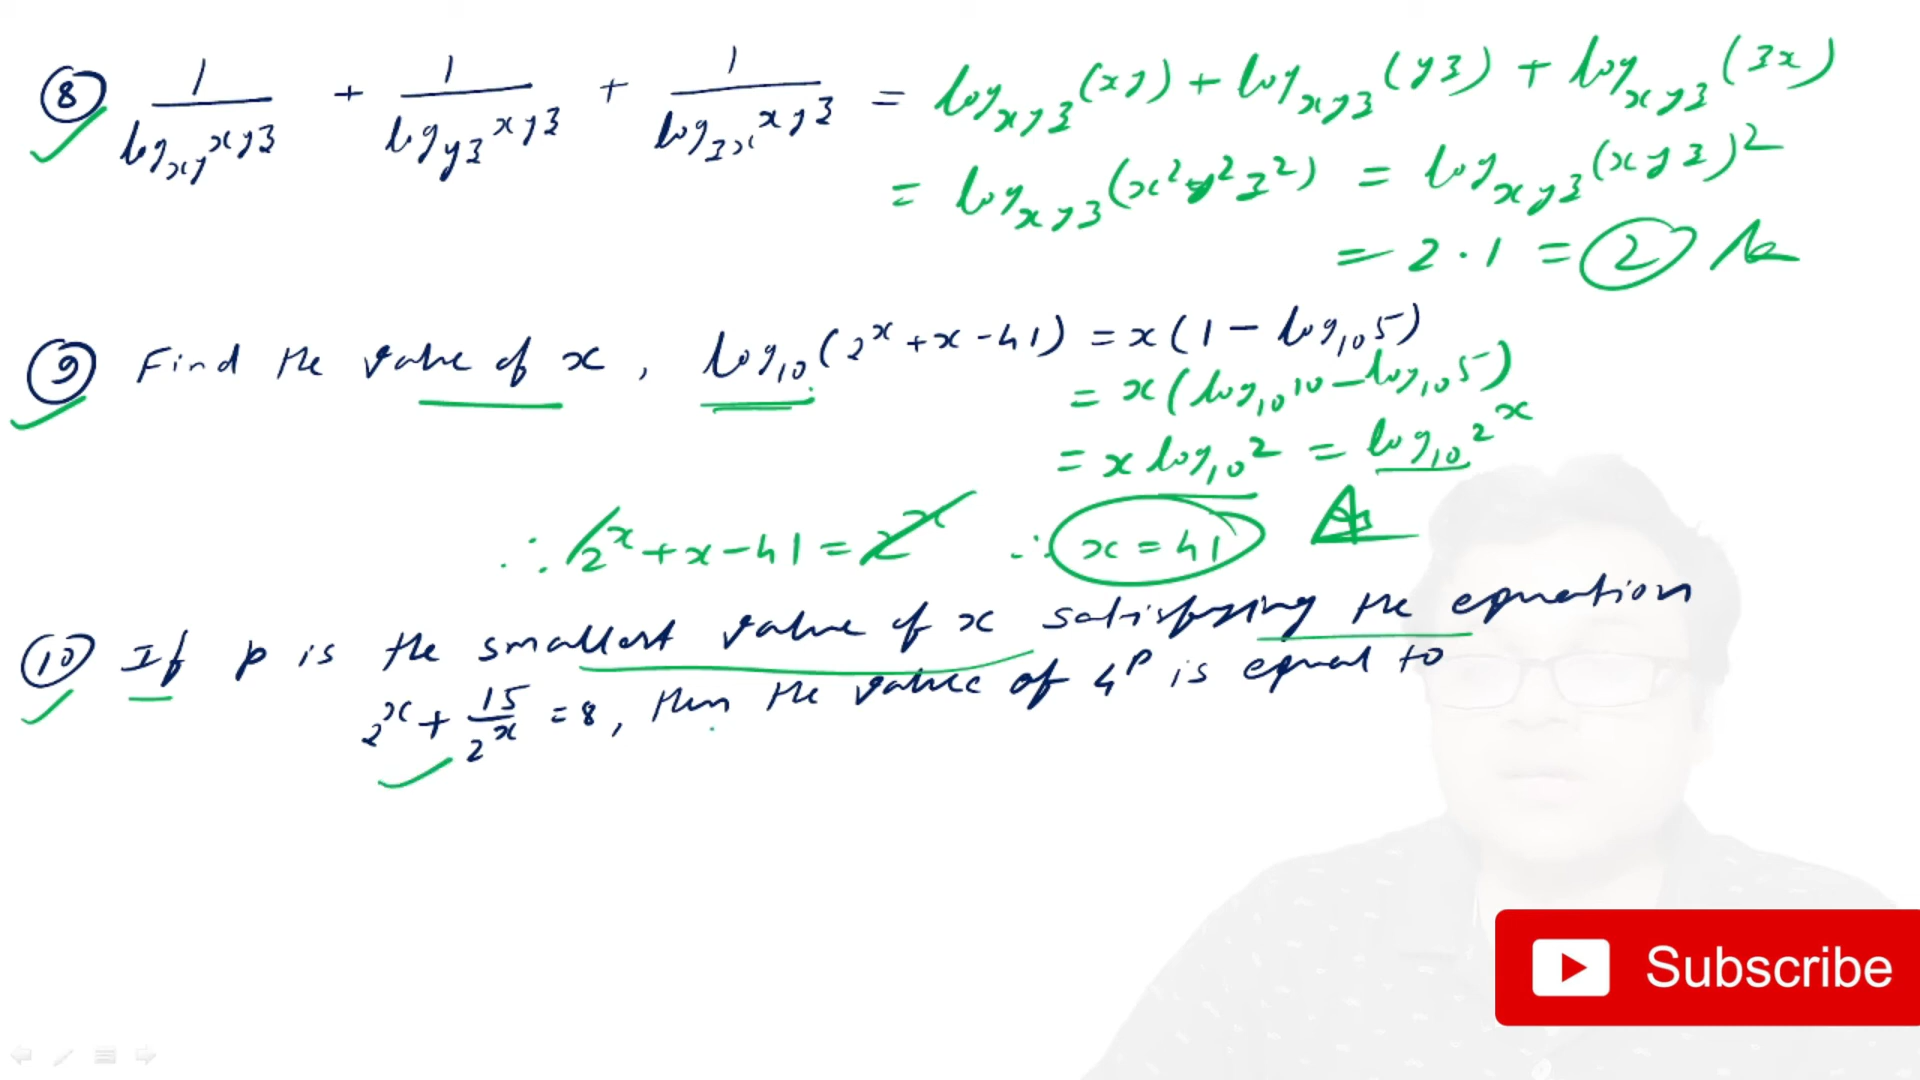 ⑧ 1/log_xy xyz + 1/log_yz xyz + 1/log_zx xyz = log_xyz (xy) + log_xyz (yz) + log_xyz (zx)
= log_xyz (x²y²z²) = log_xyz (xyz)²
= 2 · 1 = 2
⑨ Find the value of x, log₁₀(2^x + x - 41) = x(1 - log₁₀5)
= x(log₁₀10 - log₁₀5)
= x log₁₀2 = log₁₀2^x
∴ 2^x + x - 41 = 2^x ∴ x = 41
⑩ If p is the smallest value of x satisfying the equation
2^x + 15/2^x = 8, then the value of 4^p is equal to
Subscribe